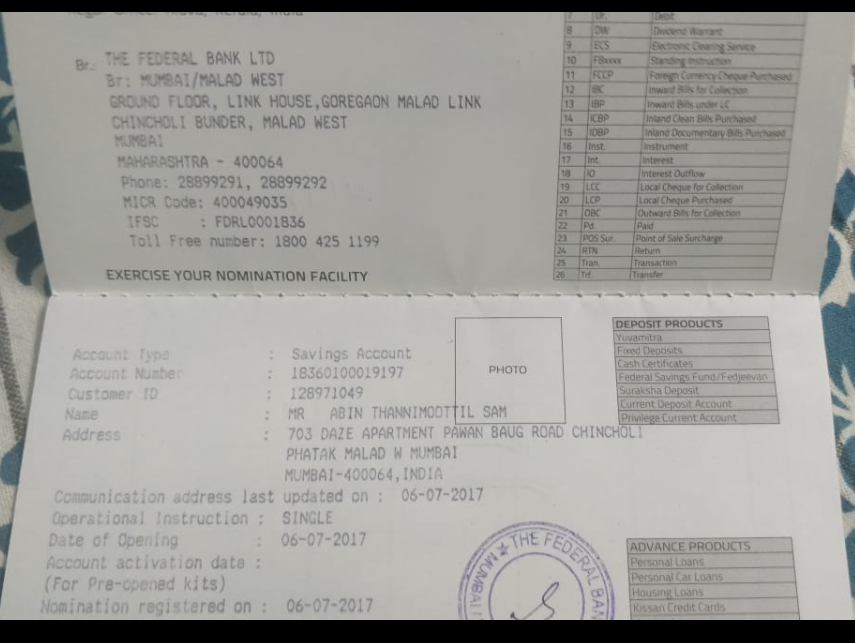 Br.: THE FEDERAL BANK LTD
Br: MUMBAI/MALAD WEST
GROUND FLOOR, LINK HOUSE,GOREGAON MALAD LINK
CHINCHOLI BUNDER, MALAD WEST
MUMBAI
MAHARASHTRA - 400064
Phone: 28899291, 28899292
MICR Code: 400049035
IFSC : FDRL0001836
Toll Free number: 1800 425 1199
EXERCISE YOUR NOMINATION FACILITY
7 Dr. Debit
8 DW Dividend Warrant
9 ECS Electronic Clearing Service
10 FBxxxx Standing Instruction
11 FCCP Foreign Currency Cheque Purchased
12 IBC Inward Bills for Collection
13 IBP Inward Bills under LC
14 ICBP Inland Clean Bills Purchased
15 IDBP Inland Documentary Bills Purchased
16 Inst. Instrument
17 Int. Interest
18 IO Interest Outflow
19 LCC Local Cheque for Collection
20 LCP Local Cheque Purchased
21 OBC Outward Bills for Collection
22 Pd. Paid
23 POS Sur. Point of Sale Surcharge
24 RTN Return
25 Tran. Transaction
26 Trf. Transfer
Account Type : Savings Account
Account Number : 18360100019197
Customer ID : 128971049
Name : MR ABIN THANNIMOOTTIL SAM
Address : 703 DAZE APARTMENT PAWAN BAUG ROAD CHINCHOLI
PHATAK MALAD W MUMBAI
MUMBAI-400064,INDIA
Communication address last updated on : 06-07-2017
Operational Instruction : SINGLE
Date of Opening : 06-07-2017
Account activation date :
(For Pre-opened kits)
Nomination registered on : 06-07-2017
PHOTO
DEPOSIT PRODUCTS
Yuvamitra
Fixed Deposits
Cash Certificates
Federal Savings Fund/Fedjeevan
Suraksha Deposit
Current Deposit Account
Privilege Current Account
THE FEDERAL BAN
MUMBAI
ADVANCE PRODUCTS
Personal Loans
Personal Car Loans
Housing Loans
Kissan Credit Cards